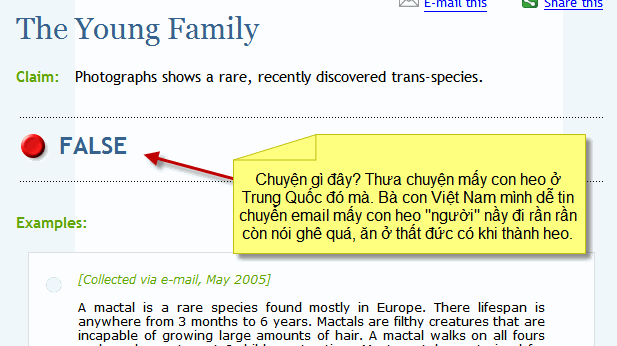 E-mail this
Share this
The Young Family
Claim: Photographs shows a rare, recently discovered trans-species.
FALSE
Chuyện gì đây? Thưa chuyện mấy con heo ở
Trung Quốc đó mà. Bà con Việt Nam mình dễ tin
chuyển email mấy con heo "người" nầy đi rần rần
còn nói ghê quá, ăn ở thất đức có khi thành heo.
Examples:
[Collected via e-mail, May 2005]
A mactal is a rare species found mostly in Europe. There lifespan is
anywhere from 3 months to 6 years. Mactals are filthy creatures that are
incapable of growing large amounts of hair. A mactal walks on all fours